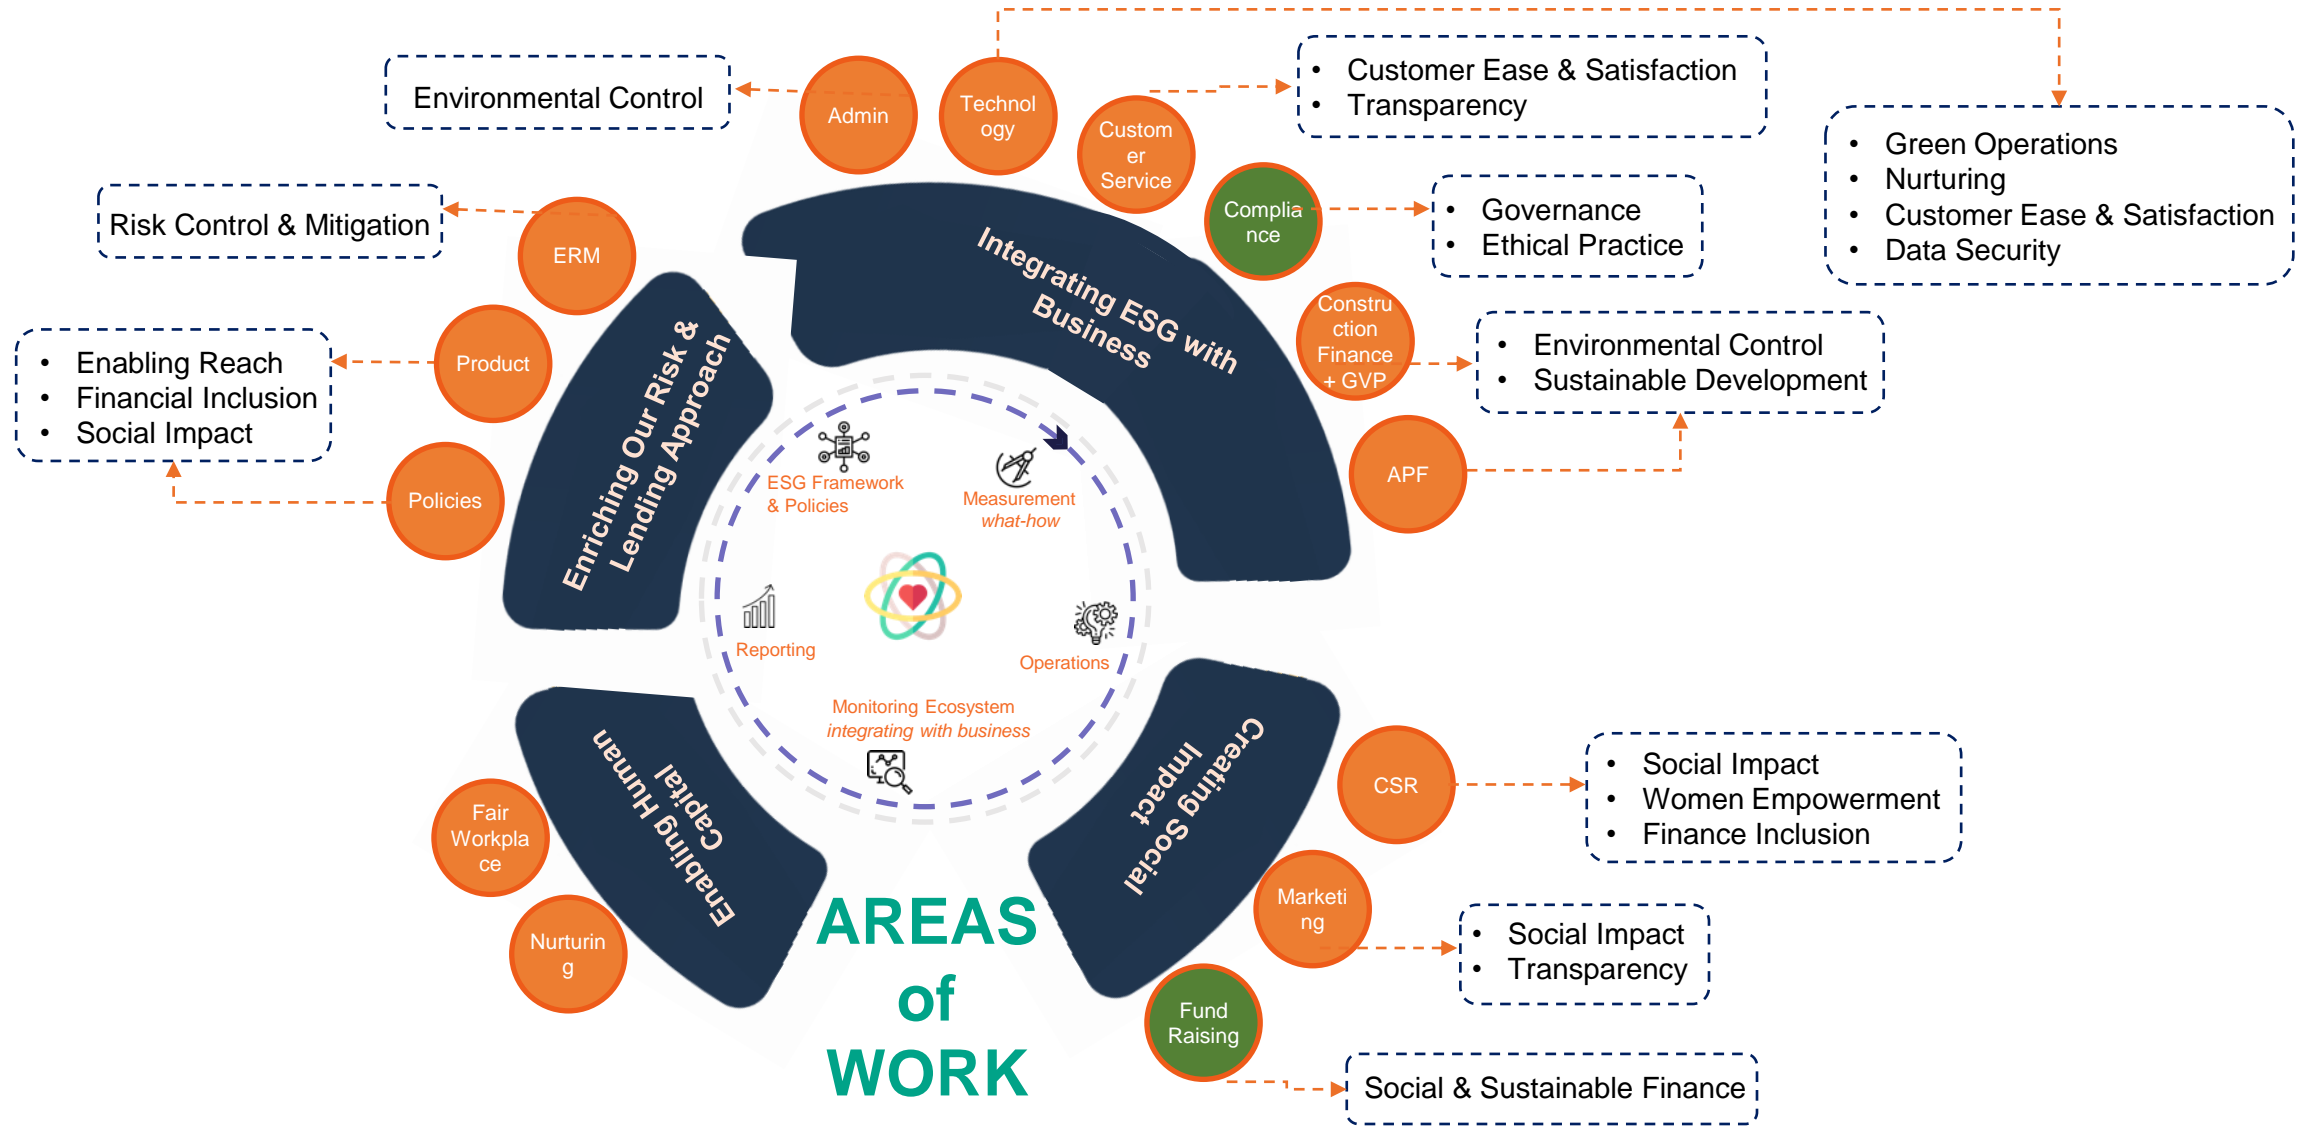 Environmental Control
Admin
Technol
ogy
Custom
er
Service
• Customer Ease & Satisfaction
• Transparency
• Green Operations
• Nurturing
• Customer Ease & Satisfaction
• Data Security
Complia
nce
• Governance
• Ethical Practice
Risk Control & Mitigation
ERM
Integrating ESG with
Business
Constru
ction
Finance
+ GVP
• Environmental Control
• Sustainable Development
• Enabling Reach
• Financial Inclusion
• Social Impact
Product
Policies
Enriching Our Risk &
Lending Approach
APF
ESG Framework
& Policies
Measurement
what-how
Reporting
Operations
Monitoring Ecosystem
integrating with business
Enabling Human
Capital
Creating Social
Impact
Fair
Workpla
ce
Nurturin
g
CSR
• Social Impact
• Women Empowerment
• Finance Inclusion
Marketi
ng
• Social Impact
• Transparency
Fund
Raising
Social & Sustainable Finance
AREAS
of
WORK